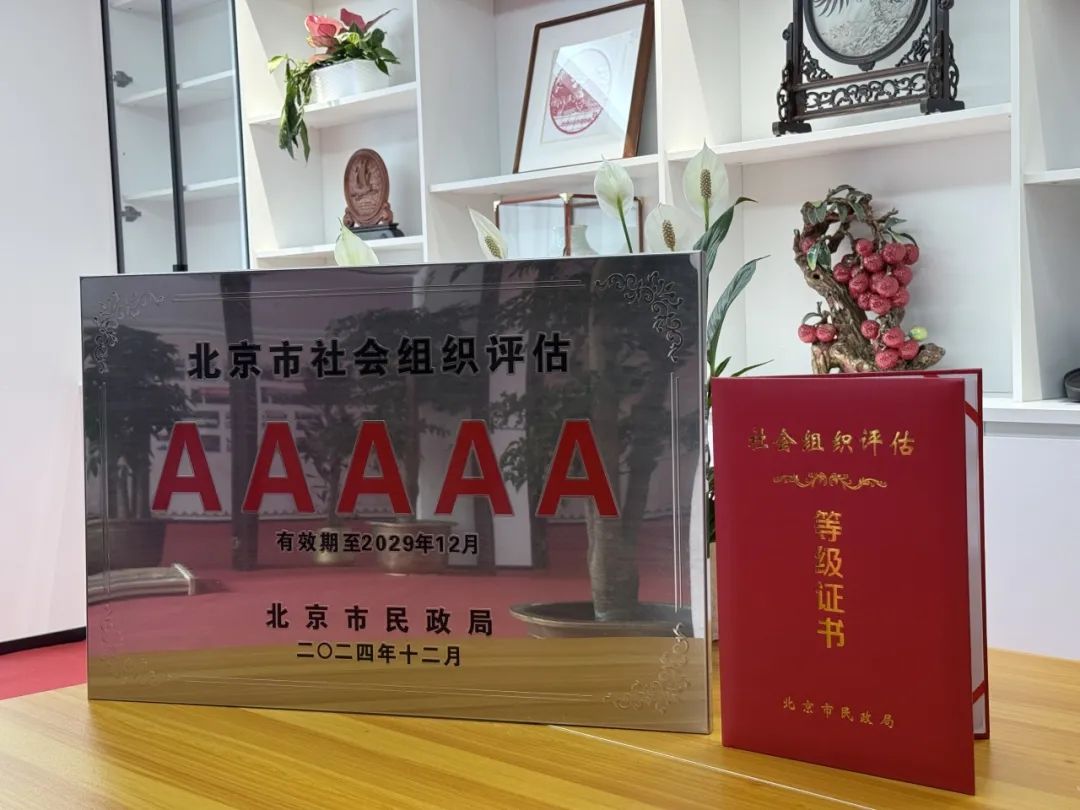 北京市社会组织评估
AAAAA
有效期至2029年12月
北京市民政局
二〇二四年十二月
社会组织评估
等级证书
北京市民政局